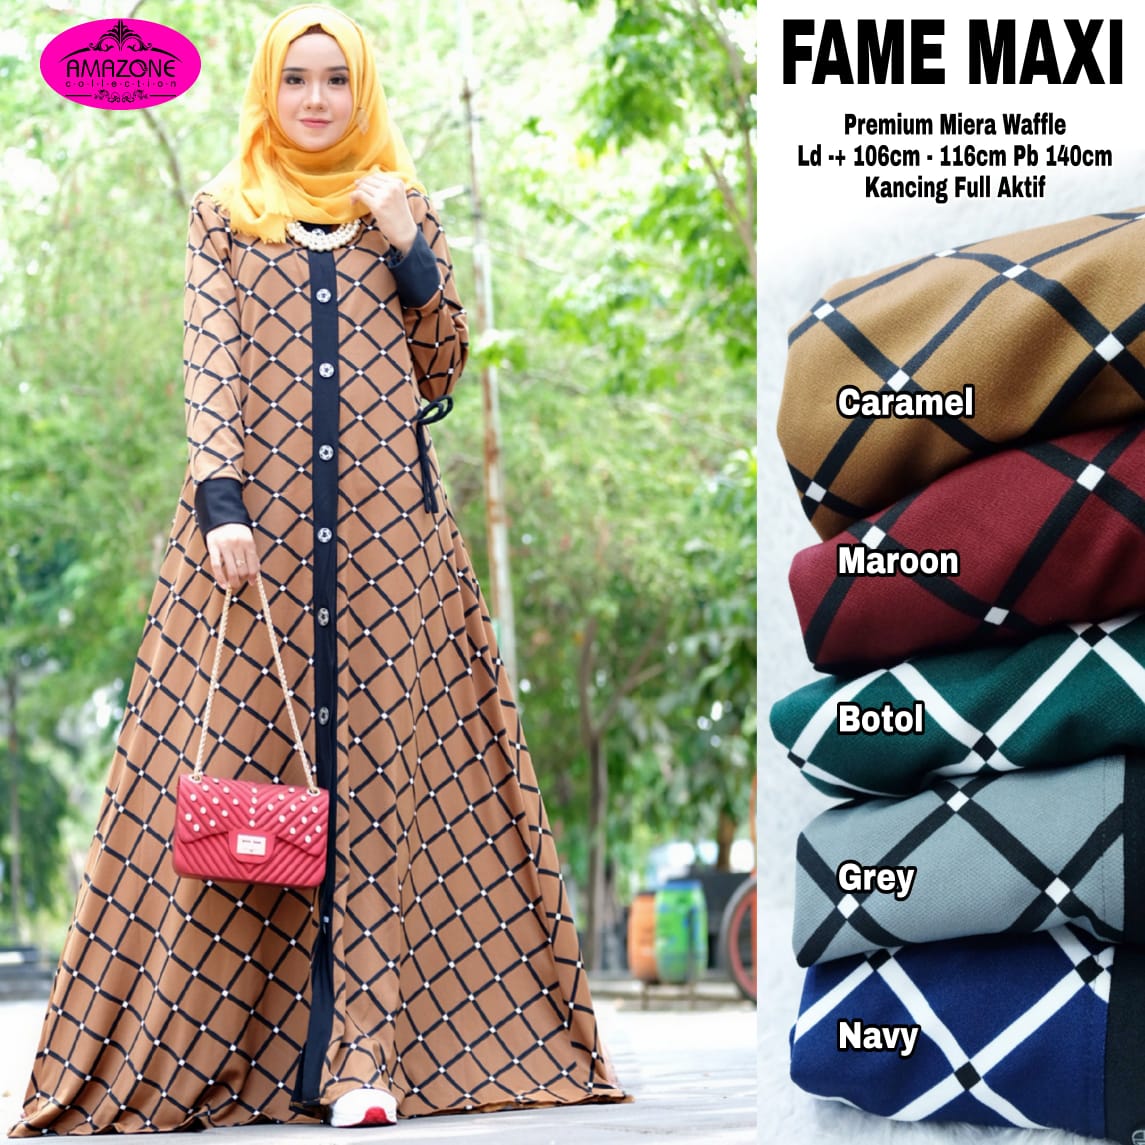 AMAZONE
collection
FAME MAXI
Premium Miera Waffle
Ld -+ 106cm - 116cm Pb 140cm
Kancing Full Aktif
Caramel
Maroon
Botol
Grey
Navy